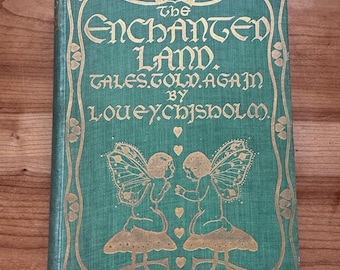 the
ENCHANTED
LAND.
TALES.TOLD.AGAIN
BY
LOUEY.CHISHOLM.